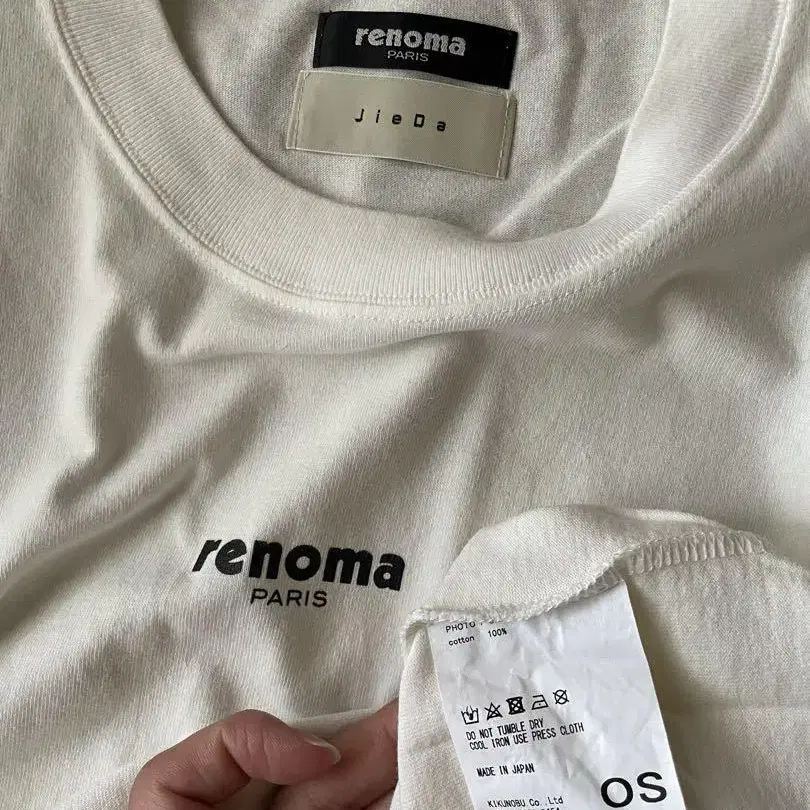 renoma
PARIS
JieDa
renoma
PARIS
PHOTO
cotton 100%
DO NOT TUMBLE DRY
COOL IRON USE PRESS CLOTH
MADE IN JAPAN
OS
KIKUNOBU Co.,Ltd